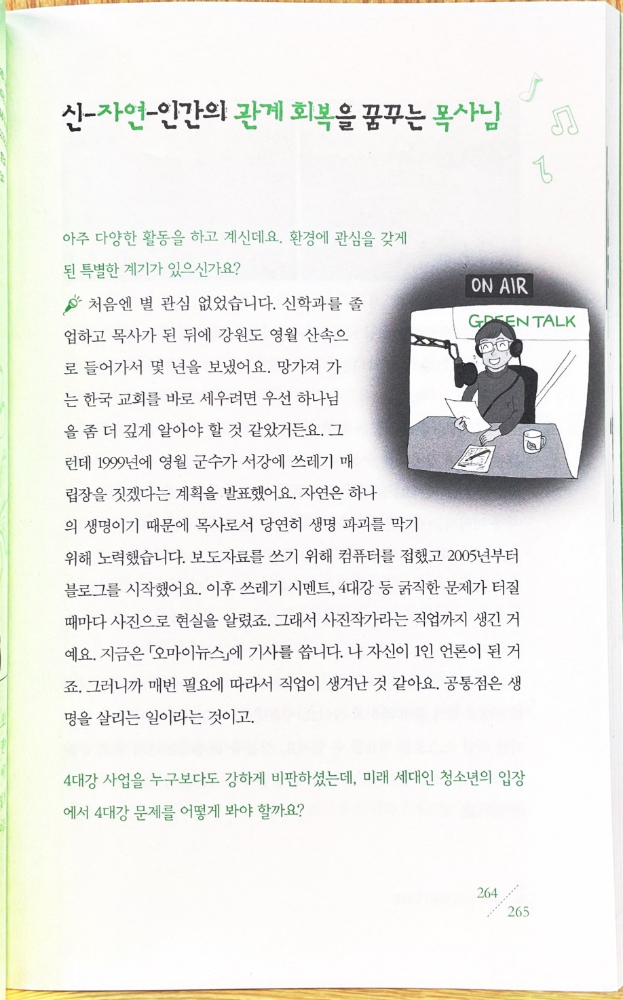 신-자연-인간의 관계 회복을 꿈꾸는 목사님
아주 다양한 활동을 하고 계신데요. 환경에 관심을 갖게
된 특별한 계기가 있으신가요?
처음엔 별 관심 없었습니다. 신학과를 졸
업하고 목사가 된 뒤에 강원도 영월 산속으
로 들어가서 몇 년을 보냈어요. 망가져 가
는 한국 교회를 바로 세우려면 우선 하나님
을 좀 더 깊게 알아야 할 것 같았거든요. 그
런데 1999년에 영월 군수가 서강에 쓰레기 매
립장을 짓겠다는 계획을 발표했어요. 자연은 하나
의 생명이기 때문에 목사로서 당연히 생명 파괴를 막기
위해 노력했습니다. 보도자료를 쓰기 위해 컴퓨터를 접했고 2005년부터
블로그를 시작했어요. 이후 쓰레기 시멘트, 4대강 등 굵직한 문제가 터질
때마다 사진으로 현실을 알렸죠. 그래서 사진작가라는 직업까지 생긴 거
예요. 지금은 「오마이뉴스」에 기사를 씁니다. 나 자신이 1인 언론이 된 거
죠. 그러니까 매번 필요에 따라서 직업이 생겨난 것 같아요. 공통점은 생
명을 살리는 일이라는 것이고.
ON AIR
GREEN TALK
4대강 사업을 누구보다도 강하게 비판하셨는데, 미래 세대인 청소년의 입장
에서 4대강 문제를 어떻게 봐야 할까요?
264
265